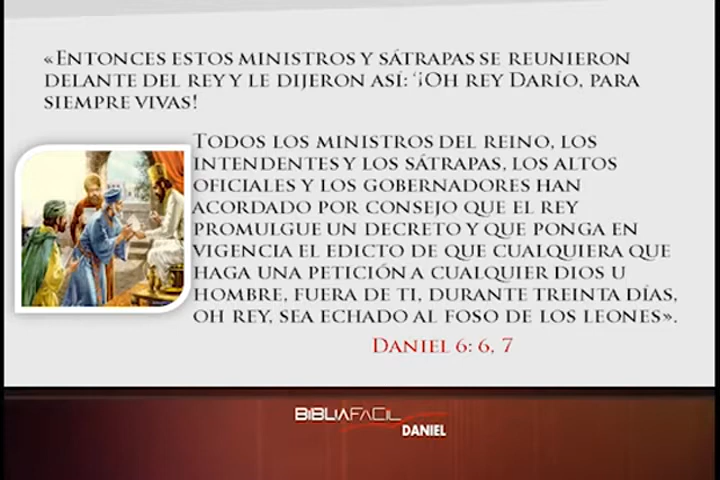 «Entonces estos ministros y sátrapas se reunieron
delante del rey y le dijeron así: '¡Oh rey Darío, para
siempre vivas!
Todos los ministros del reino, los
intendentes y los sátrapas, los altos
oficiales y los gobernadores han
acordado por consejo que el rey
promulgue un decreto y que ponga en
vigencia el edicto de que cualquiera que
haga una petición a cualquier dios u
hombre, fuera de ti, durante treinta días,
oh rey, sea echado al foso de los leones».
Daniel 6: 6, 7
BIBLIAFACIL
DANIEL